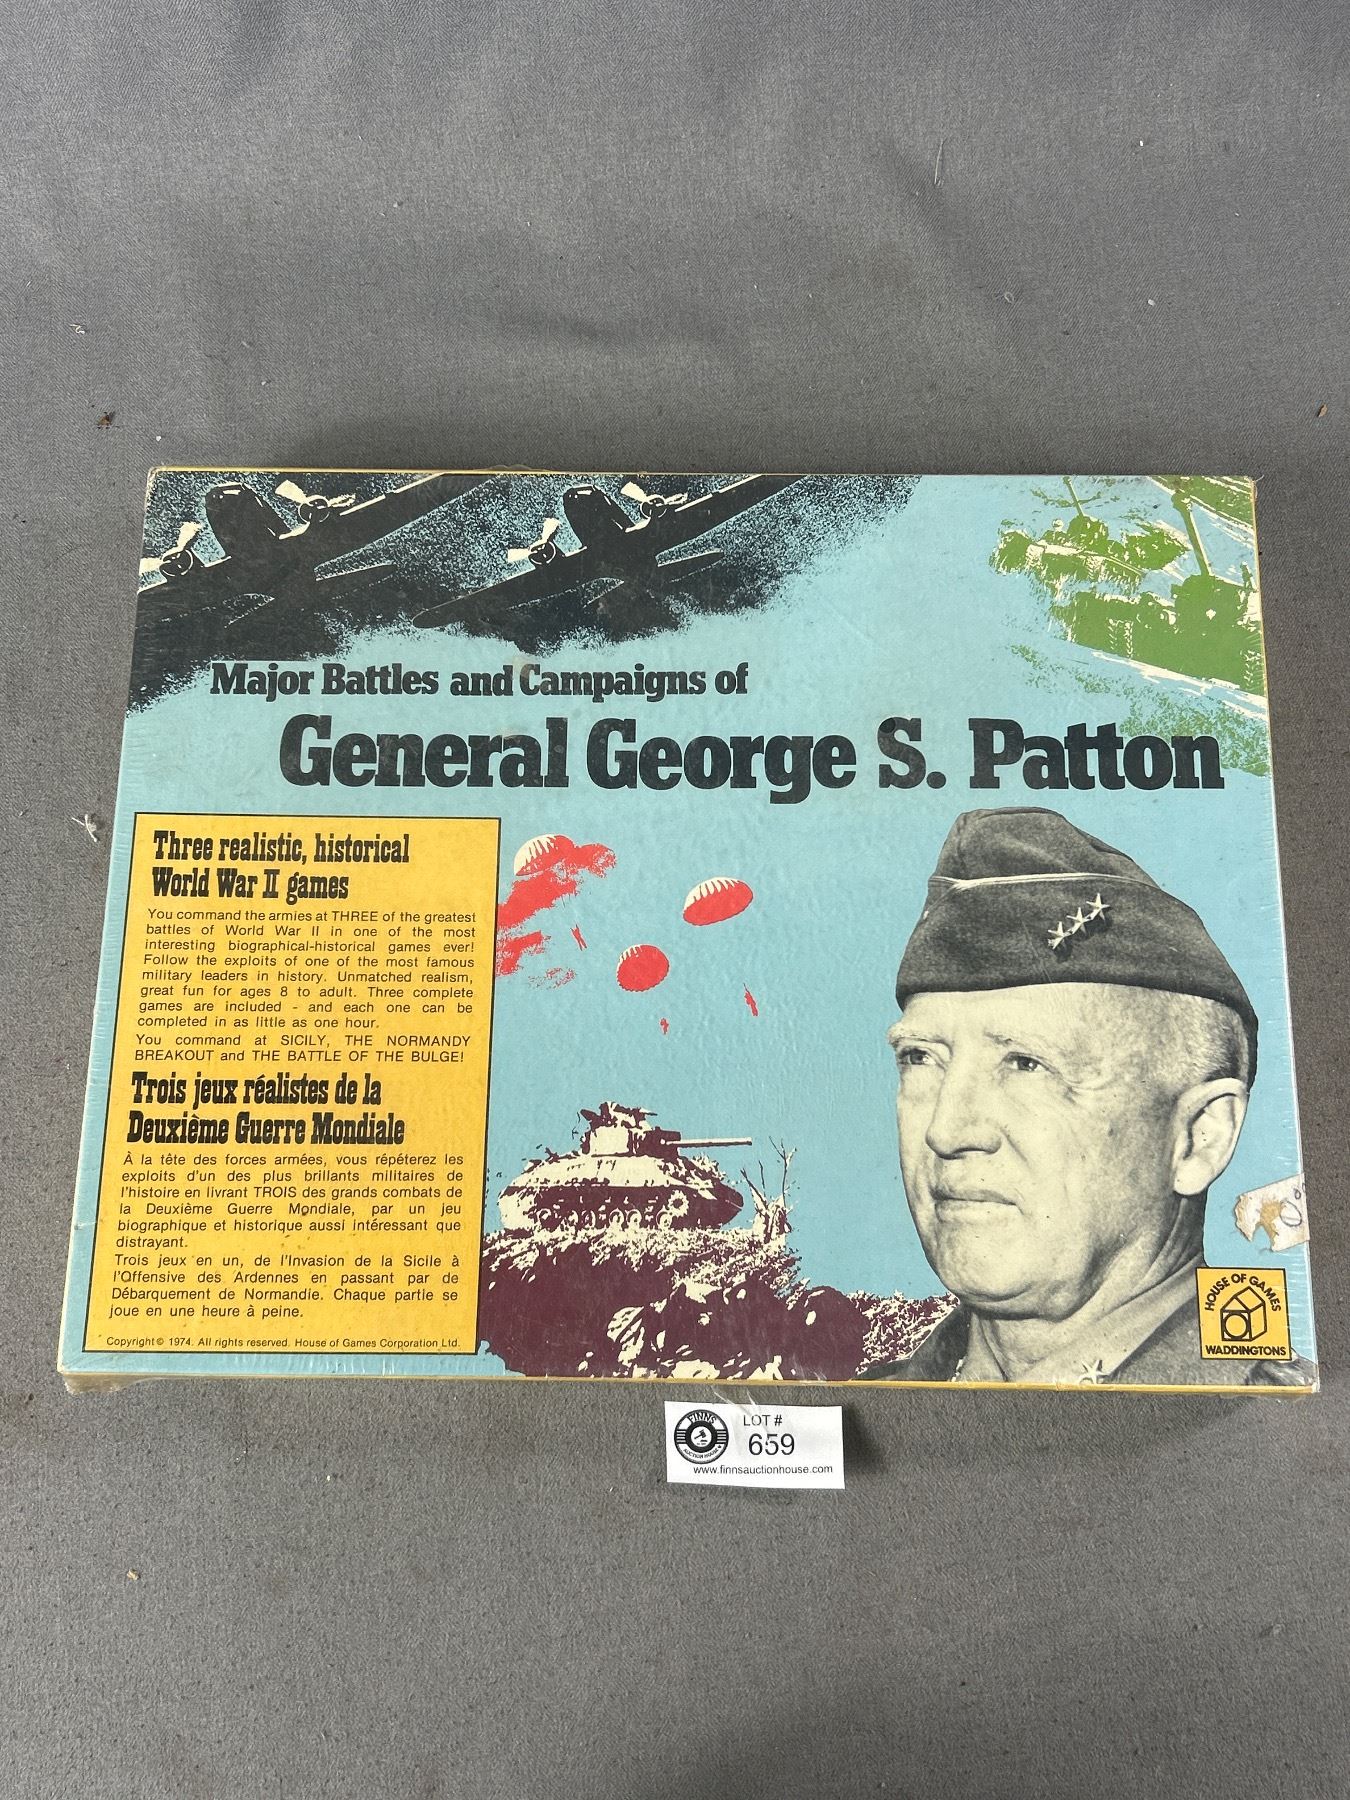 Major Battles and Campaigns of
General George S. Patton
Three realistic, historical
World War II games
You command the armies at THREE of the greatest
battles of World War II in one of the most
interesting biographical-historical games ever!
Follow the exploits of one of the most famous
military leaders in history. Unmatched realism,
great fun for ages 8 to adult. Three complete
games are included - and each one can be
completed in as little as one hour.
You command at SICILY, THE NORMANDY
BREAKOUT and THE BATTLE OF THE BULGE!
Trois jeux réalistes de la
Deuxième Guerre Mondiale
À la tête des forces armées, vous répéterez les
exploits d'un des plus brillants militaires de
l'histoire en livrant TROIS des grands combats de
la Deuxième Guerre Mondiale, par un jeu
biographique et historique aussi intéressant que
distrayant.
Trois jeux en un, de l'Invasion de la Sicile à
l'Offensive des Ardennes en passant par de
Débarquement de Normandie. Chaque partie se
joue en une heure à peine.
Copyright © 1974. All rights reserved. House of Games Corporation Ltd.
HOUSE OF GAMES
WADDINGTONS
FINNS
AUCTION HOUSE
LOT #
659
www.finnsauctionhouse.com